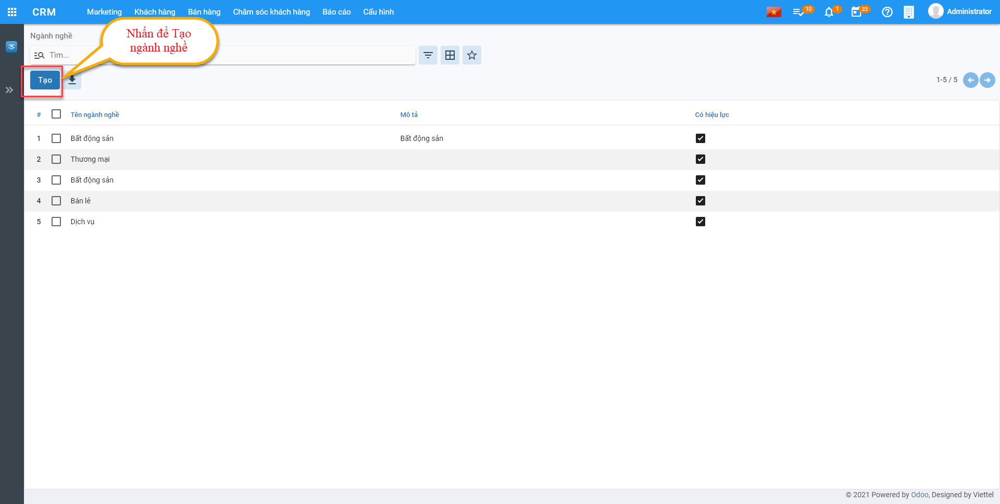 CRM Marketing Khách hàng Bán hàng Chăm sóc khách hàng Báo cáo Cấu hình 10 1 23 Administrator
Ngành nghề
Nhấn để Tạo
ngành nghề
Tìm...
Tạo
1-5 / 5
# Tên ngành nghề Mô tả Có hiệu lực
1 Bất động sản Bất động sản
2 Thương mại
3 Bất động sản
4 Bán lẻ
5 Dịch vụ
© 2021 Powered by Odoo, Designed by Viettel